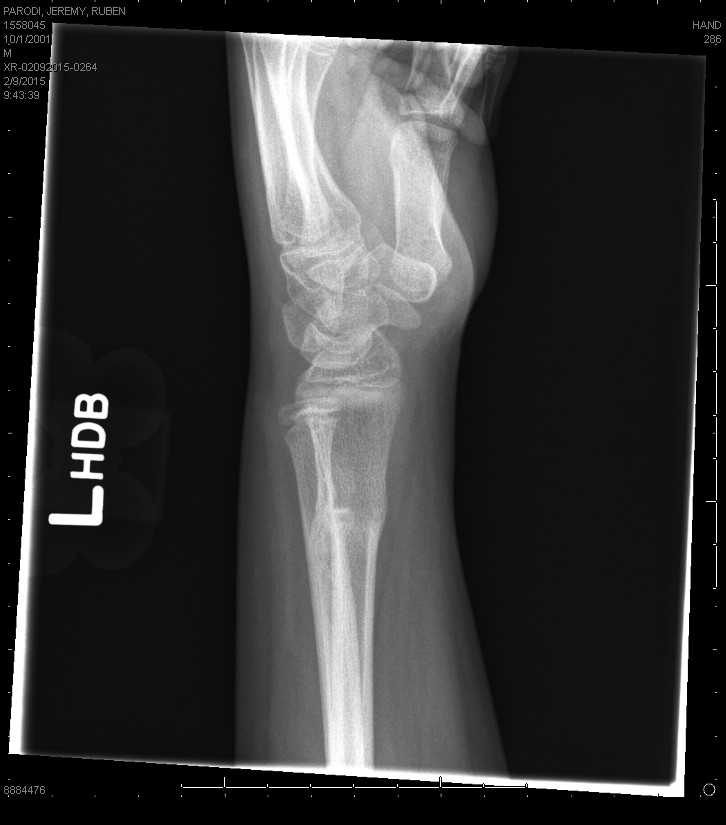 PARODI, JEREMY, RUBEN
1558045
10/1/2001
M
XR-02092015-0264
2/9/2015
9:43:39
HAND
286
LHDB
8884476